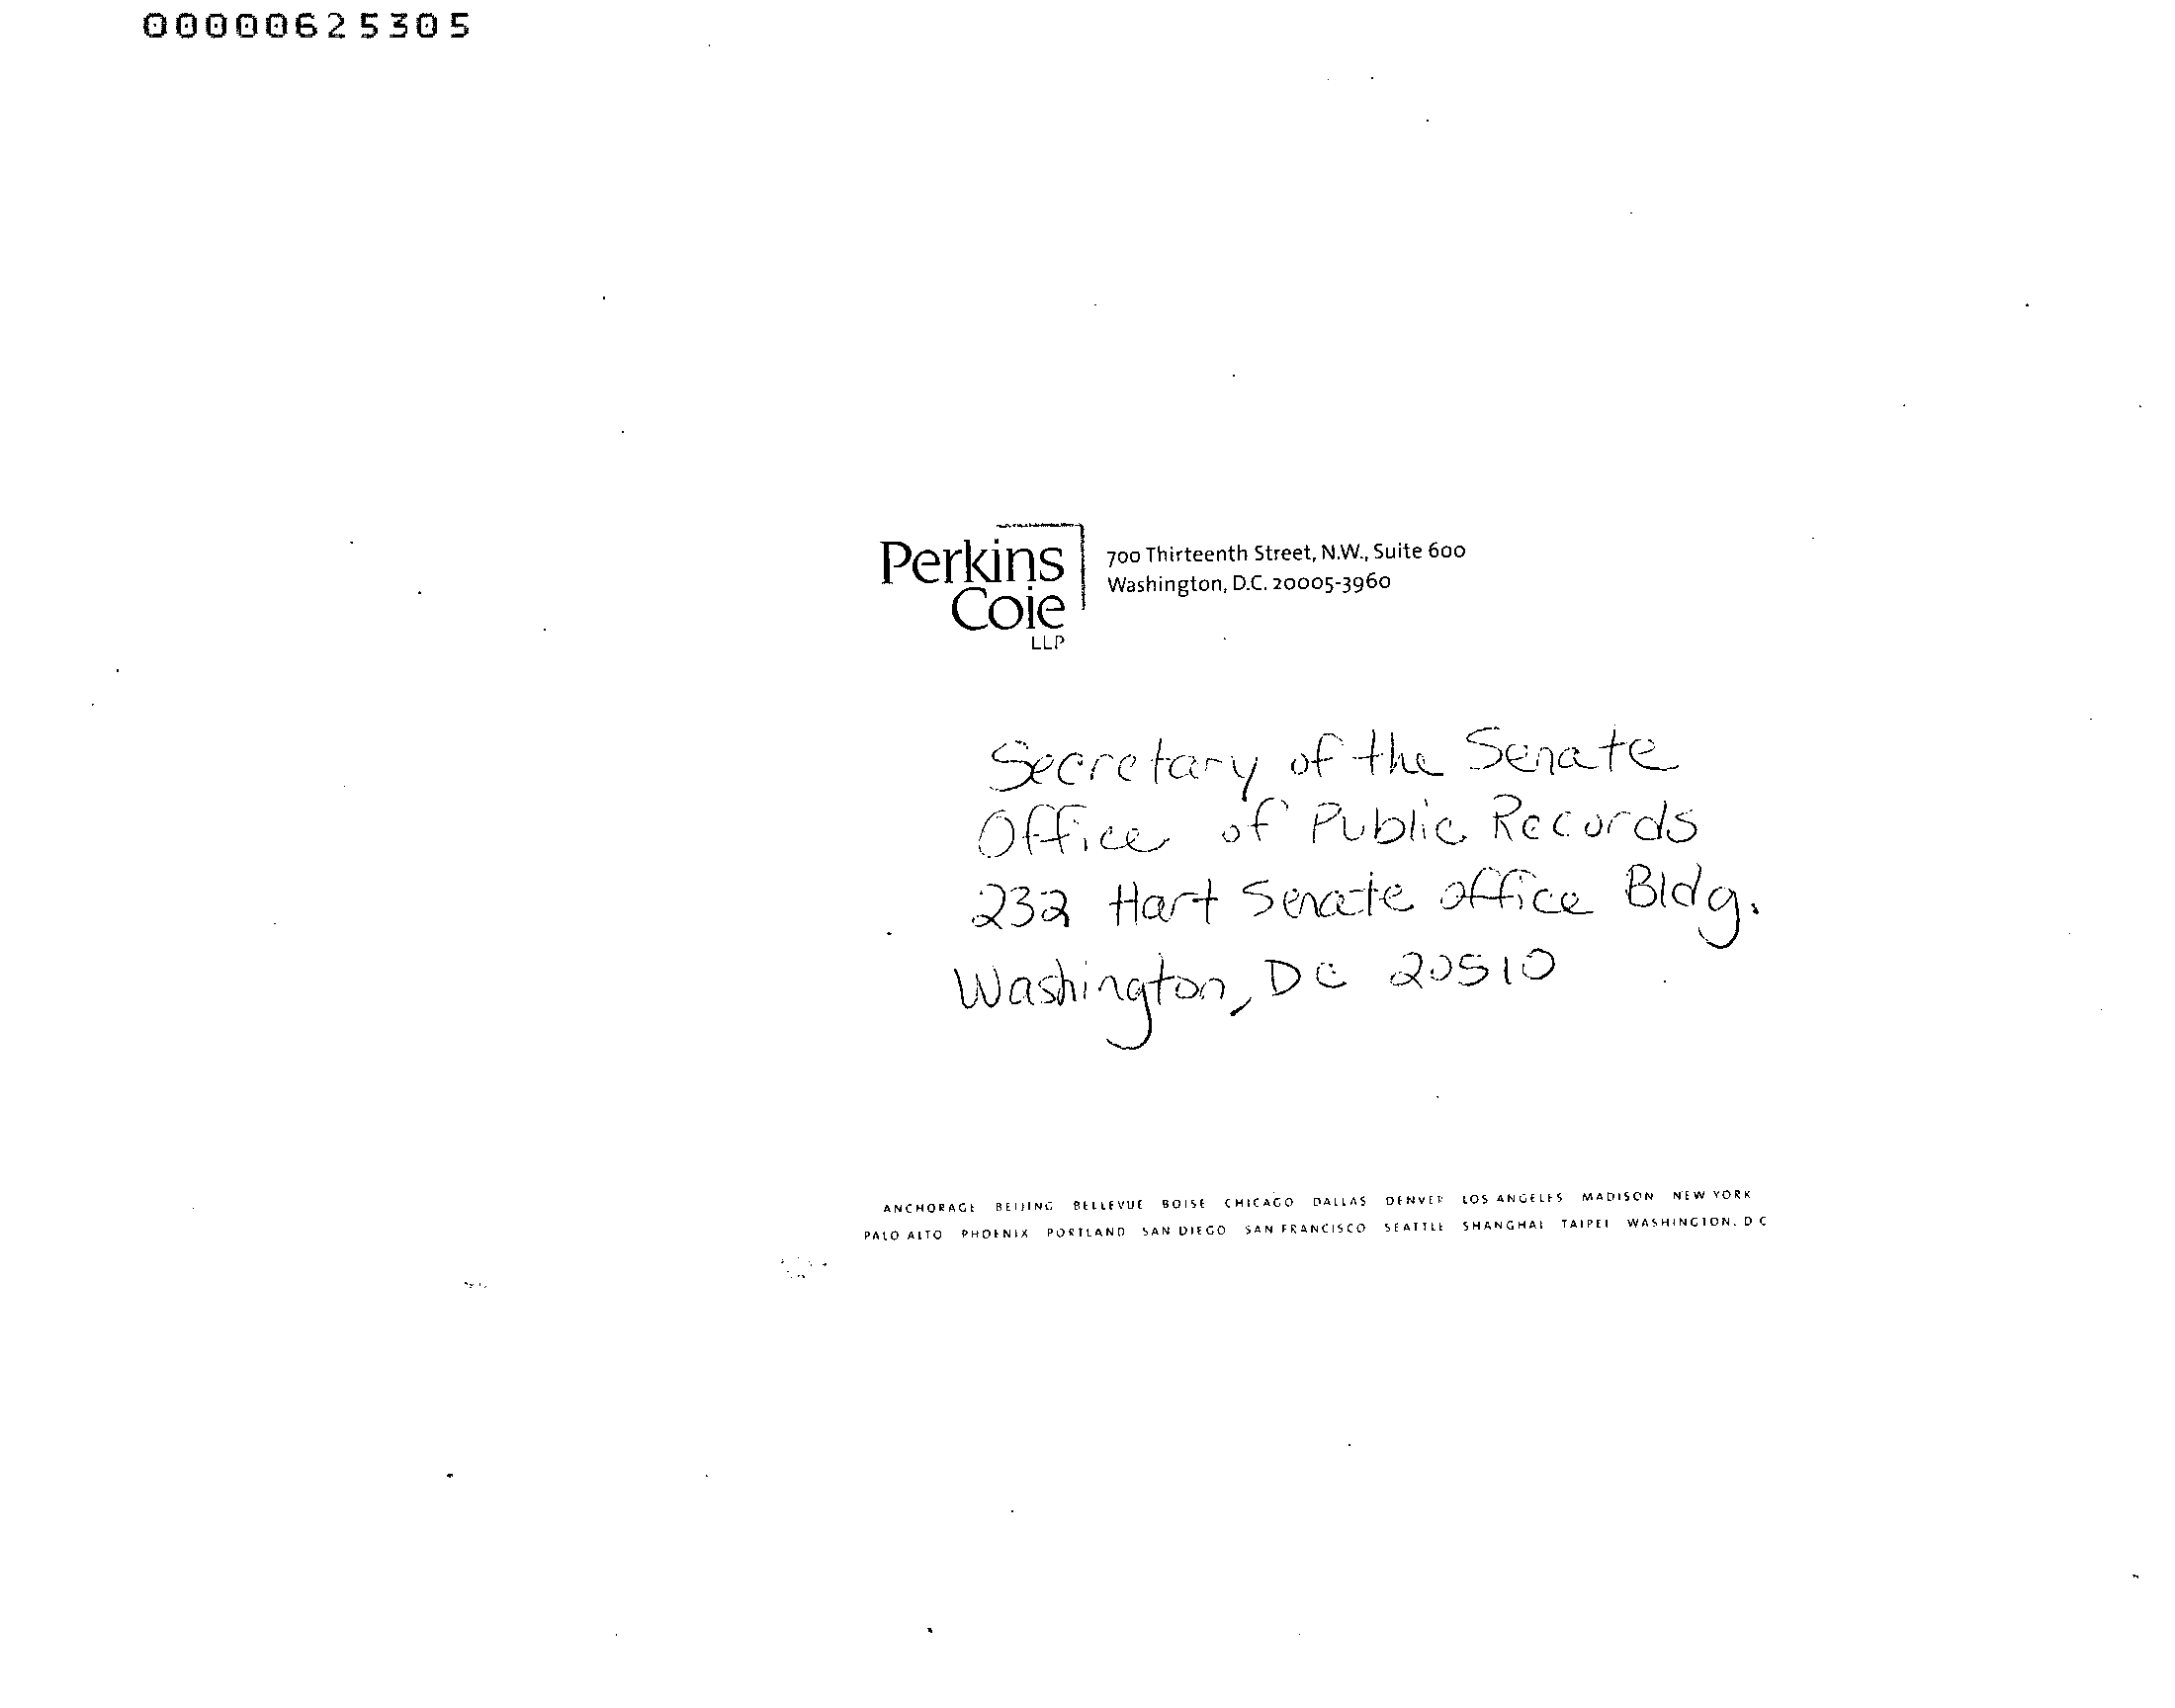 00000625305
Perkins
Coie
LLP
700 Thirteenth Street, N.W., Suite 600
Washington, D.C. 20005-3960
Secretary of the Senate
Office of Public Records
232 Hart Senate office Bldg.
Washington, DC 20510
ANCHORAGE BEIJING BELLEVUE BOISE CHICAGO DALLAS DENVER LOS ANGELES MADISON NEW YORK
PALO ALTO PHOENIX PORTLAND SAN DIEGO SAN FRANCISCO SEATTLE SHANGHAI TAIPEI WASHINGTON, D C